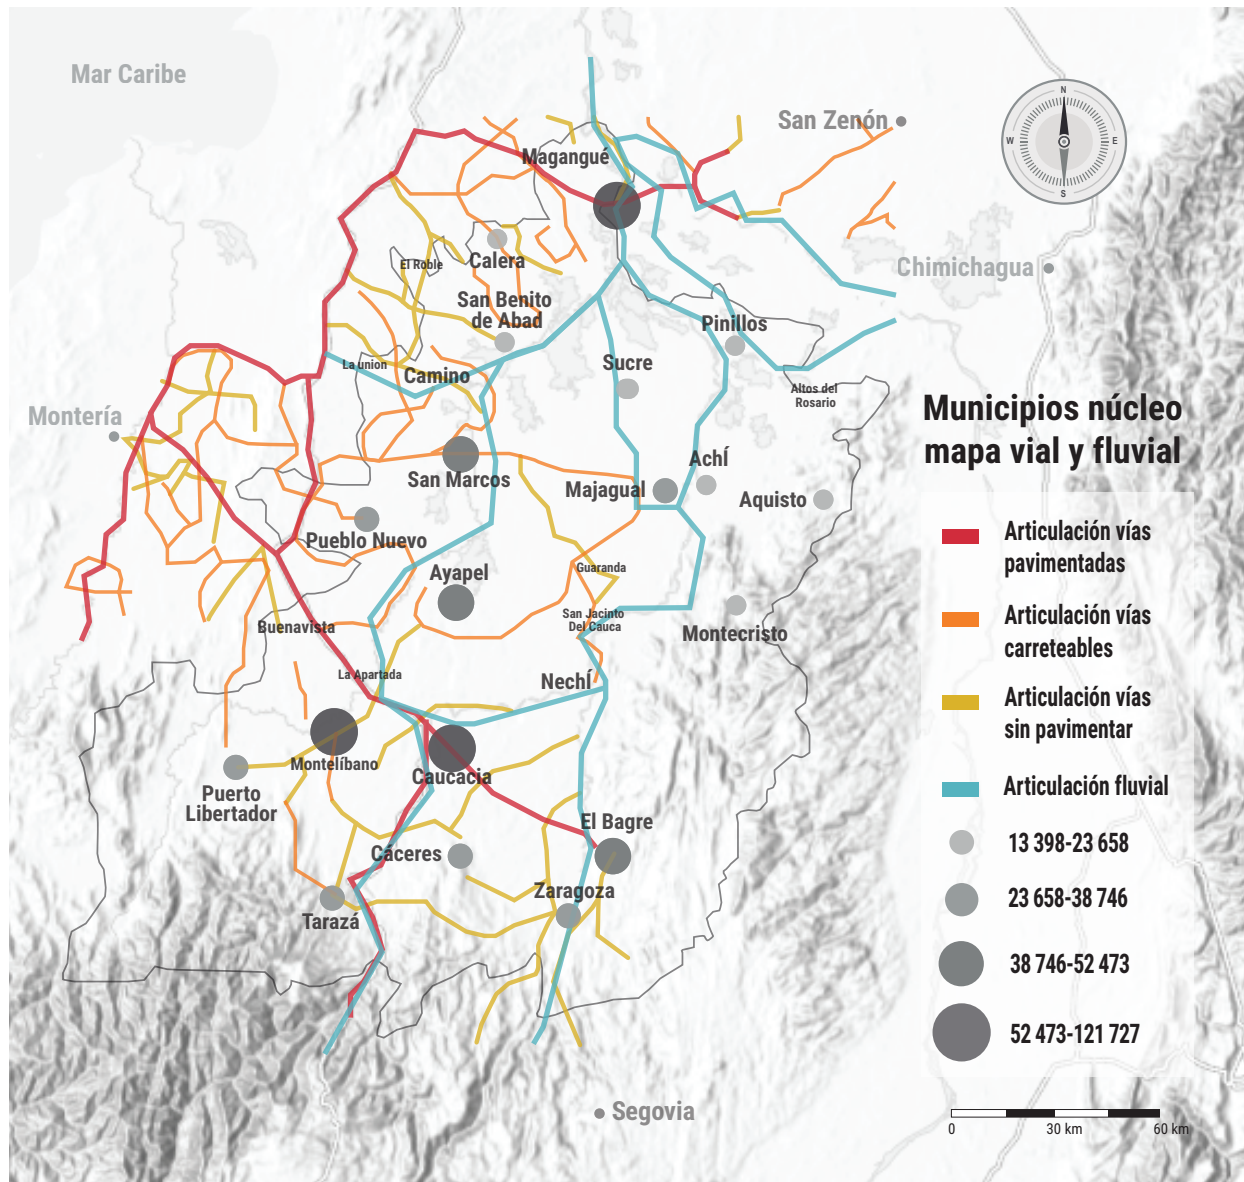 Mar Caribe
San Zenón
N
W
E
S
Magangué
El Roble
Calera
Chimichagua
San Benito
de Abad
Pinillos
La union
Camino
Sucre
Altos del
Rosario
Montería
Municipios núcleo
mapa vial y fluvial
San Marcos
Majagual
AchÍ
Aquisto
Pueblo Nuevo
Ayapel
Guaranda
San Jacinto
Del Cauca
Montecristo
Buenavista
La Apartada
Nechí
Montelíbano
Caucacia
Puerto
Libertador
El Bagre
Cáceres
Zaragoza
Tarazá
Segovia
Articulación vías
pavimentadas
Articulación vías
carreteables
Articulación vías
sin pavimentar
Articulación fluvial
13 398-23 658
23 658-38 746
38 746-52 473
52 473-121 727
0
30 km
60 km